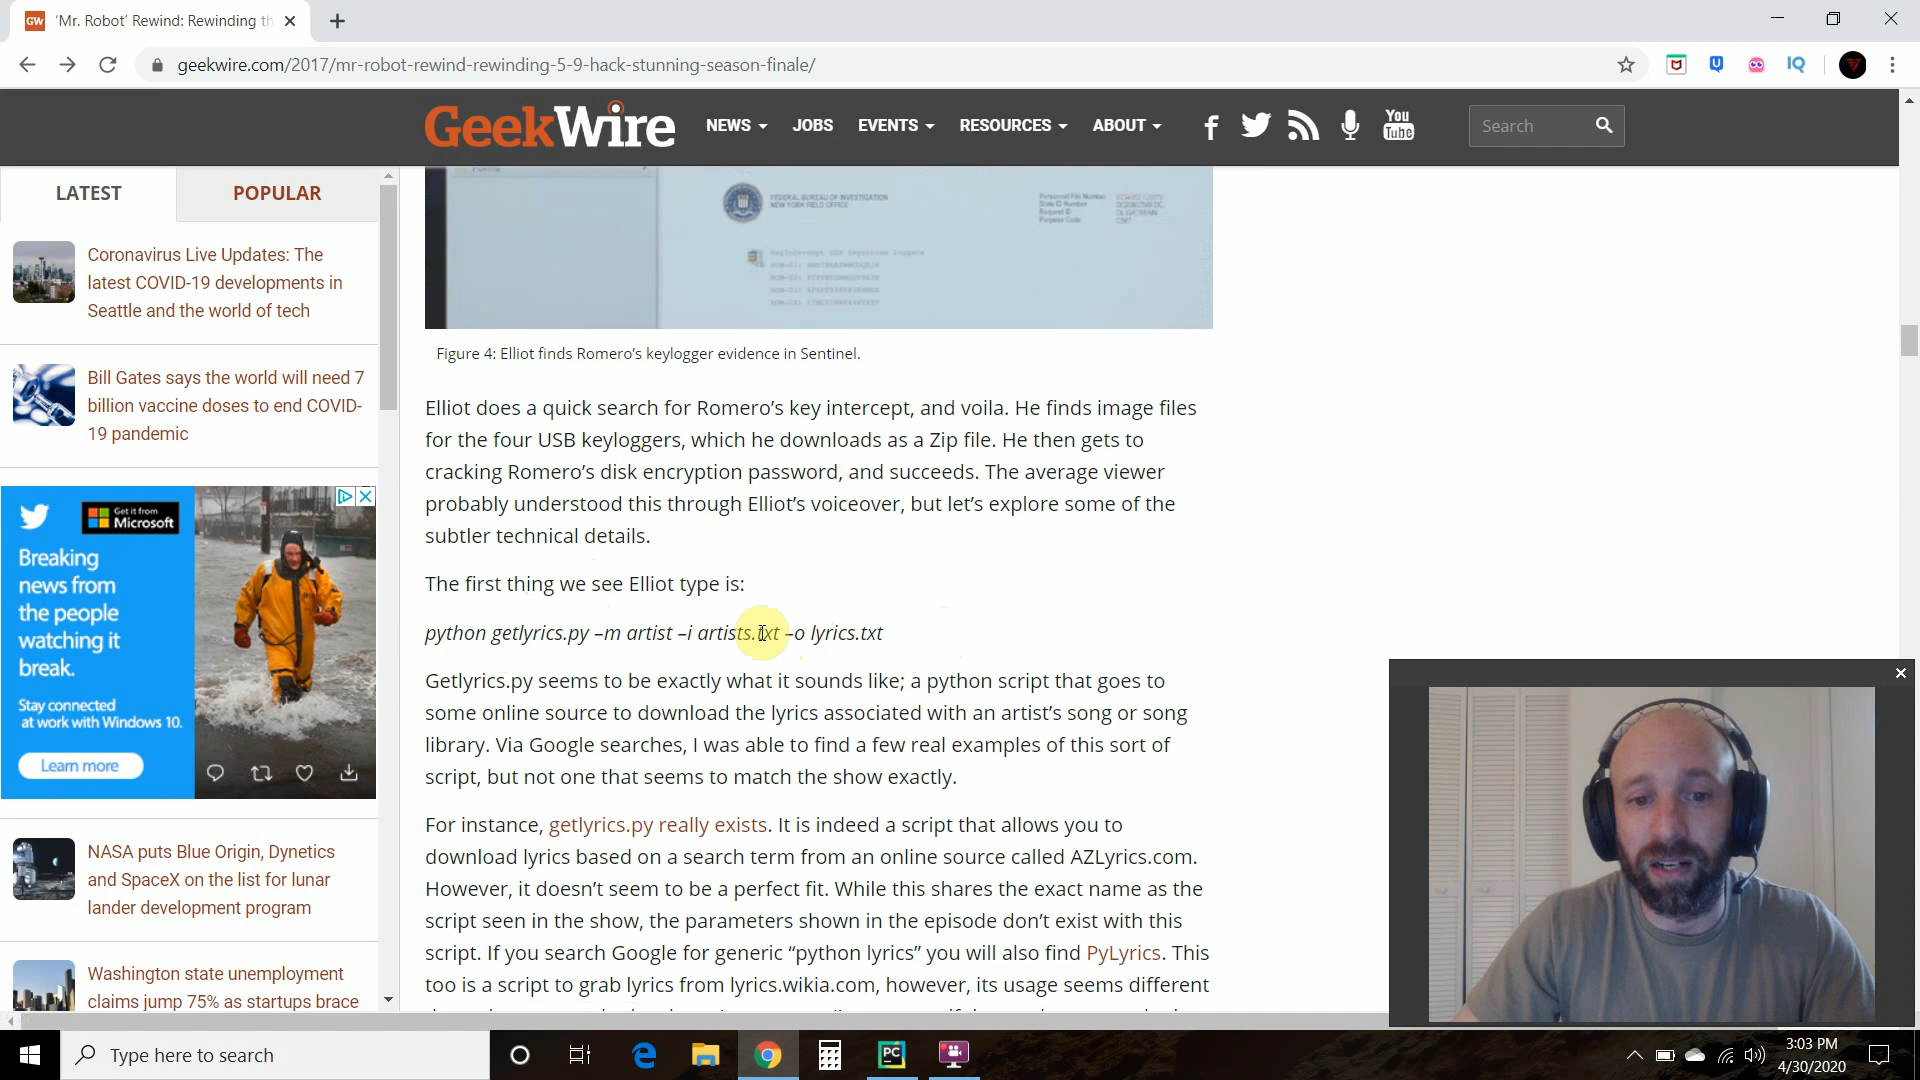 GW 'Mr. Robot' Rewind: Rewinding th
geekwire.com/2017/mr-robot-rewind-rewinding-5-9-hack-stunning-season-finale/
IQ
GeekWire
NEWS
JOBS
EVENTS
RESOURCES
ABOUT
You
Tube
Search
LATEST
POPULAR
Coronavirus Live Updates: The
latest COVID-19 developments in
Seattle and the world of tech
Bill Gates says the world will need 7
billion vaccine doses to end COVID-
19 pandemic
Get it from
Microsoft
Breaking
news from
the people
watching it
break.
Stay connected
at work with Windows 10.
Learn more
NASA puts Blue Origin, Dynetics
and SpaceX on the list for lunar
lander development program
Washington state unemployment
claims jump 75% as startups brace
FEDERAL BUREAU OF INVESTIGATION
NEW YORK FIELD OFFICE
Personal File Number
State ID Number
Request ID
Purpose Code
Figure 4: Elliot finds Romero's keylogger evidence in Sentinel.
Elliot does a quick search for Romero's key intercept, and voila. He finds image files
for the four USB keyloggers, which he downloads as a Zip file. He then gets to
cracking Romero's disk encryption password, and succeeds. The average viewer
probably understood this through Elliot's voiceover, but let's explore some of the
subtler technical details.
The first thing we see Elliot type is:
python getlyrics.py –m artist –i artists.txt –o lyrics.txt
Getlyrics.py seems to be exactly what it sounds like; a python script that goes to
some online source to download the lyrics associated with an artist's song or song
library. Via Google searches, I was able to find a few real examples of this sort of
script, but not one that seems to match the show exactly.
For instance, getlyrics.py really exists. It is indeed a script that allows you to
download lyrics based on a search term from an online source called AZLyrics.com.
However, it doesn't seem to be a perfect fit. While this shares the exact name as the
script seen in the show, the parameters shown in the episode don't exist with this
script. If you search Google for generic “python lyrics” you will also find PyLyrics. This
too is a script to grab lyrics from lyrics.wikia.com, however, its usage seems different
Type here to search
PC
3:03 PM
4/30/2020